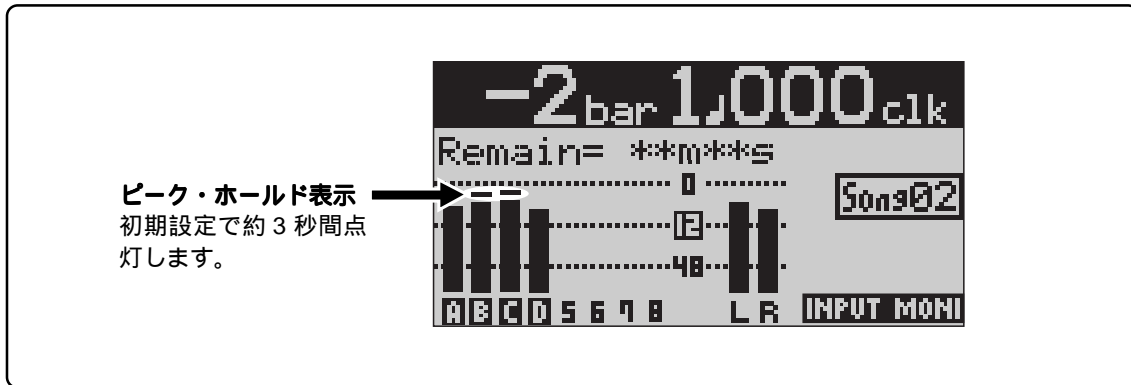 -2bar 1♩000clk
Remain= **m**s
0
ピーク・ホールド表示
初期設定で約3秒間点
灯します。
Song02
12
48
A B C D 5 6 7 8 L R INPUT MONI